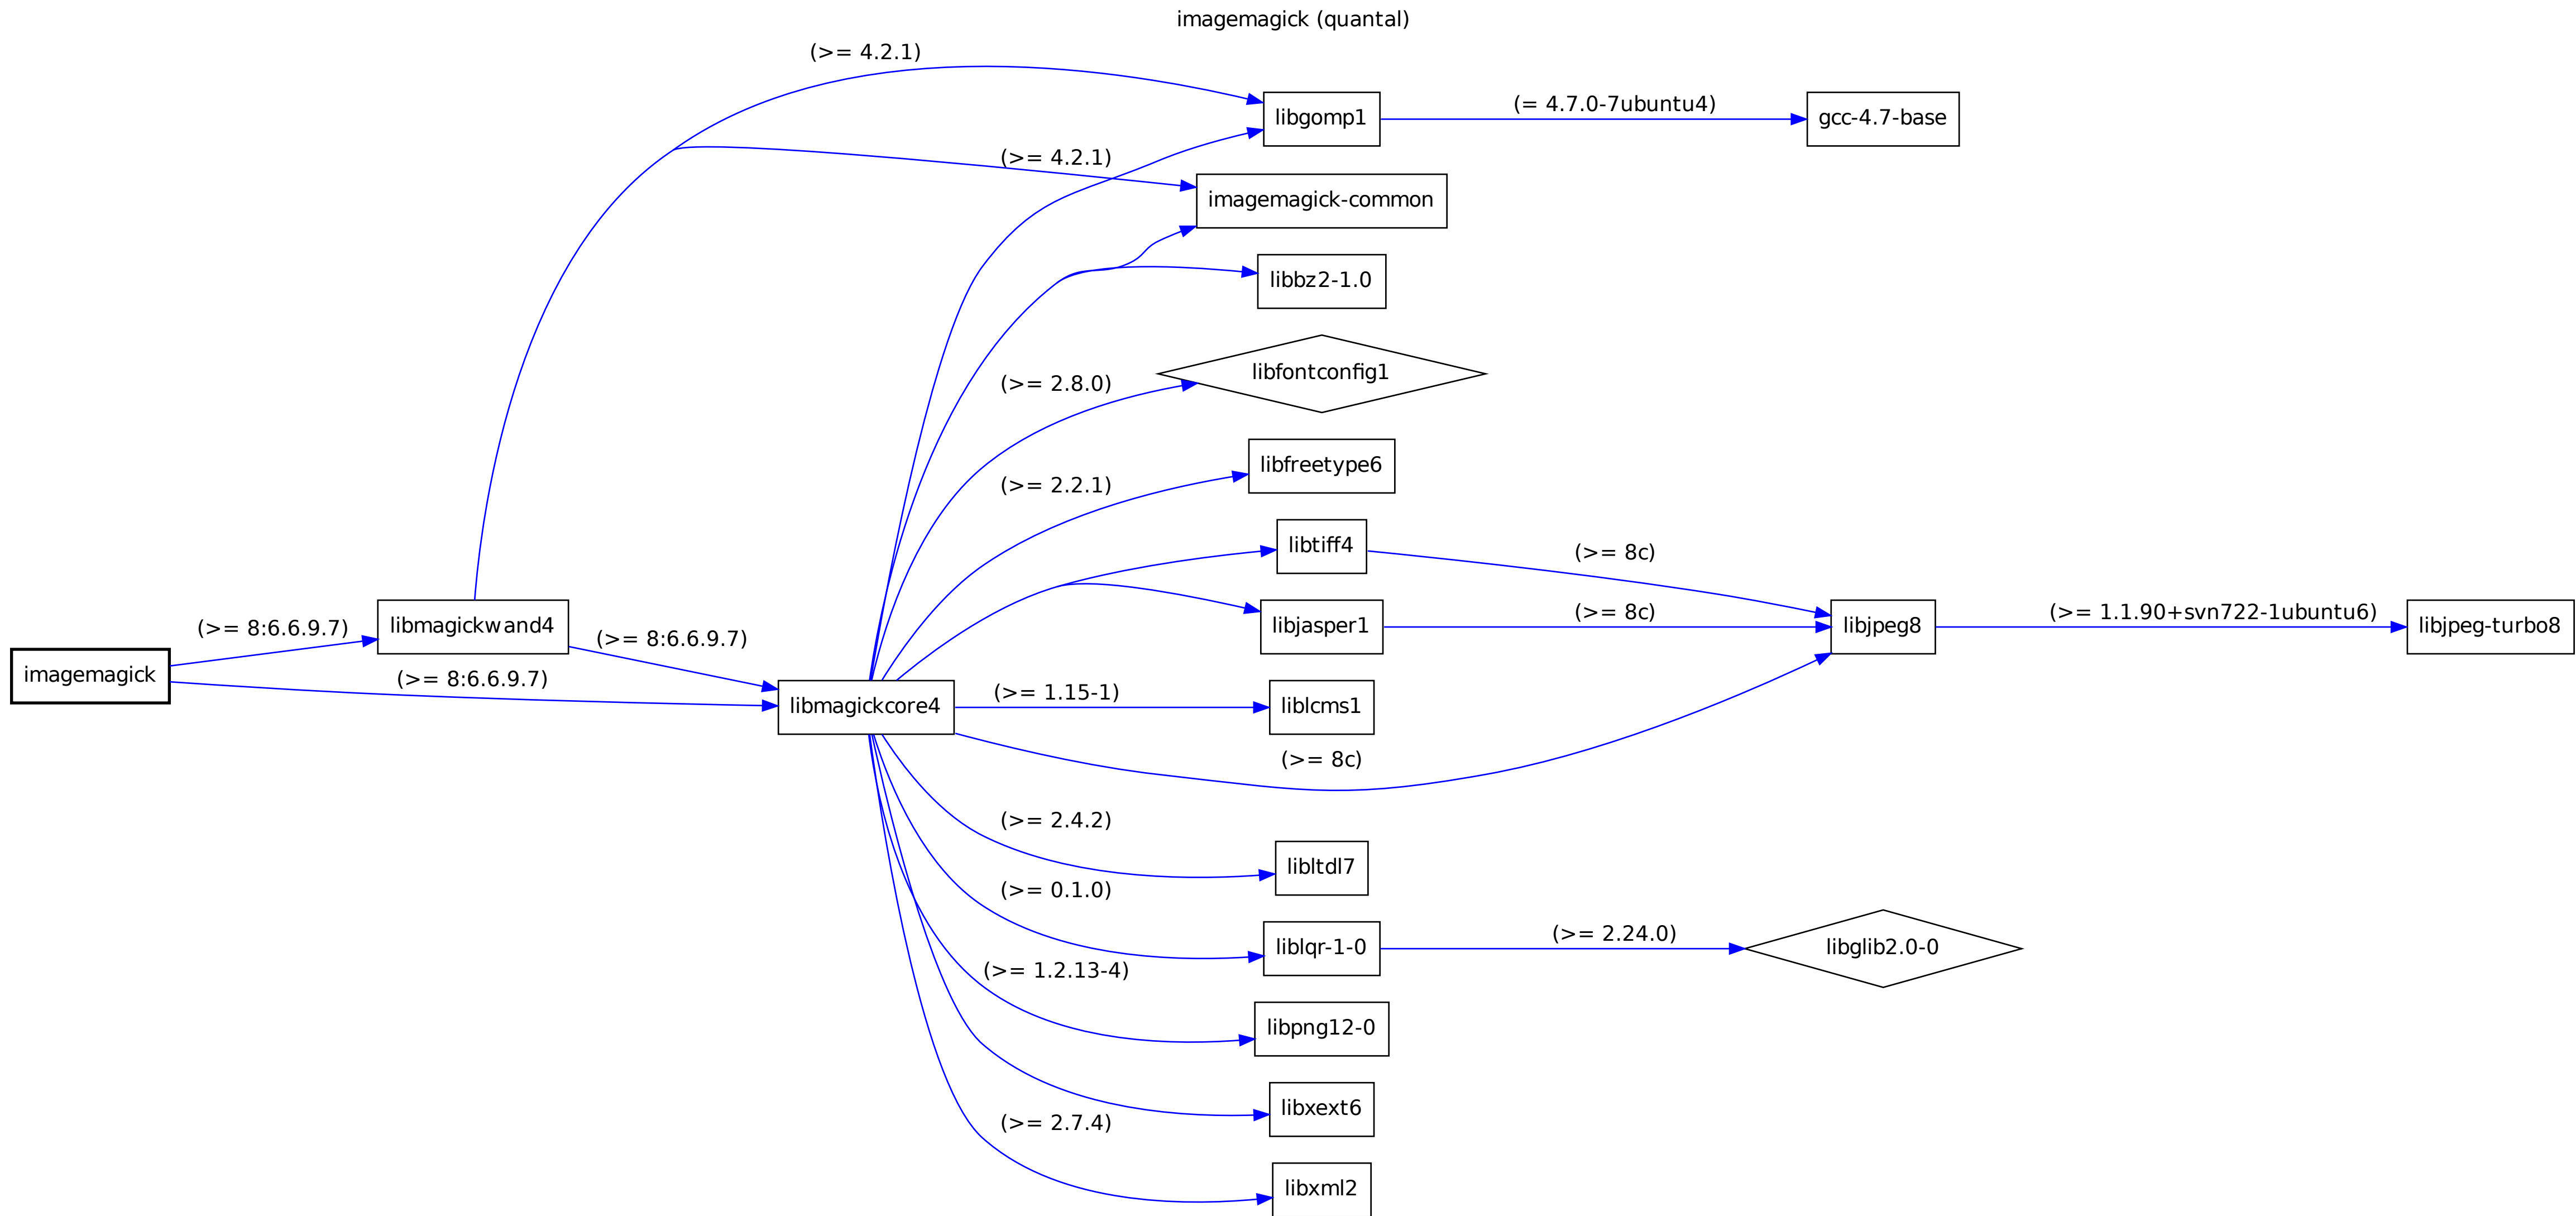 imagemagick (quantal)
(>= 4.2.1)
libgomp1
(= 4.7.0-7ubuntu4)
gcc-4.7-base
(>= 4.2.1)
imagemagick-common
libbz2-1.0
libfontconfig1
(>= 2.8.0)
libfreetype6
(>= 2.2.1)
libtiff4
(>= 8c)
imagemagick
(>= 8:6.6.9.7)
libmagickwand4
(>= 8:6.6.9.7)
(>= 8:6.6.9.7)
libjasper1
(>= 8c)
libjpeg8
(>= 1.1.90+svn722-1ubuntu6)
libjpeg-turbo8
libmagickcore4
(>= 1.15-1)
liblcms1
(>= 8c)
(>= 2.4.2)
libltdl7
(>= 0.1.0)
liblqr-1-0
(>= 2.24.0)
libglib2.0-0
(>= 1.2.13-4)
libpng12-0
libxext6
(>= 2.7.4)
libxml2